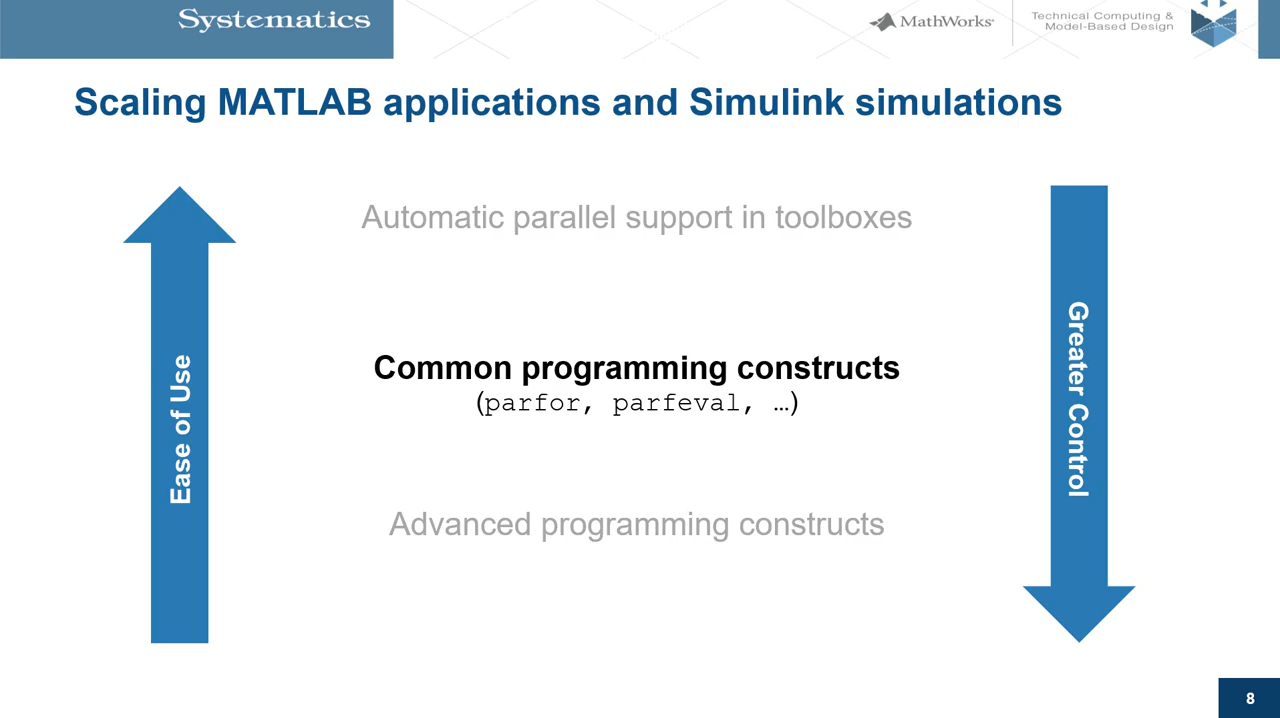 Systematics
MathWorks®
Technical Computing &
Model-Based Design
Scaling MATLAB applications and Simulink simulations
Automatic parallel support in toolboxes
Common programming constructs
(parfor, parfeval, …)
Advanced programming constructs
Ease of Use
Greater Control
8